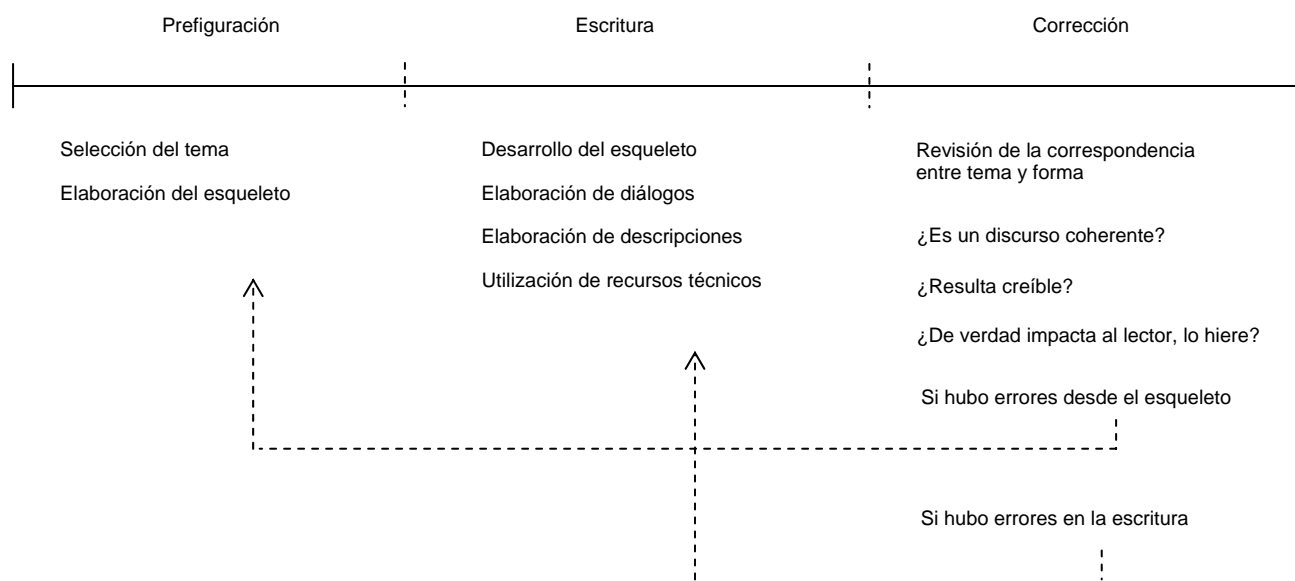 Prefiguración
Escritura
Corrección
Selección del tema
Elaboración del esqueleto
Desarrollo del esqueleto
Elaboración de diálogos
Elaboración de descripciones
Utilización de recursos técnicos
Revisión de la correspondencia
entre tema y forma
¿Es un discurso coherente?
¿Resulta creíble?
¿De verdad impacta al lector, lo hiere?
Si hubo errores desde el esqueleto
Si hubo errores en la escritura